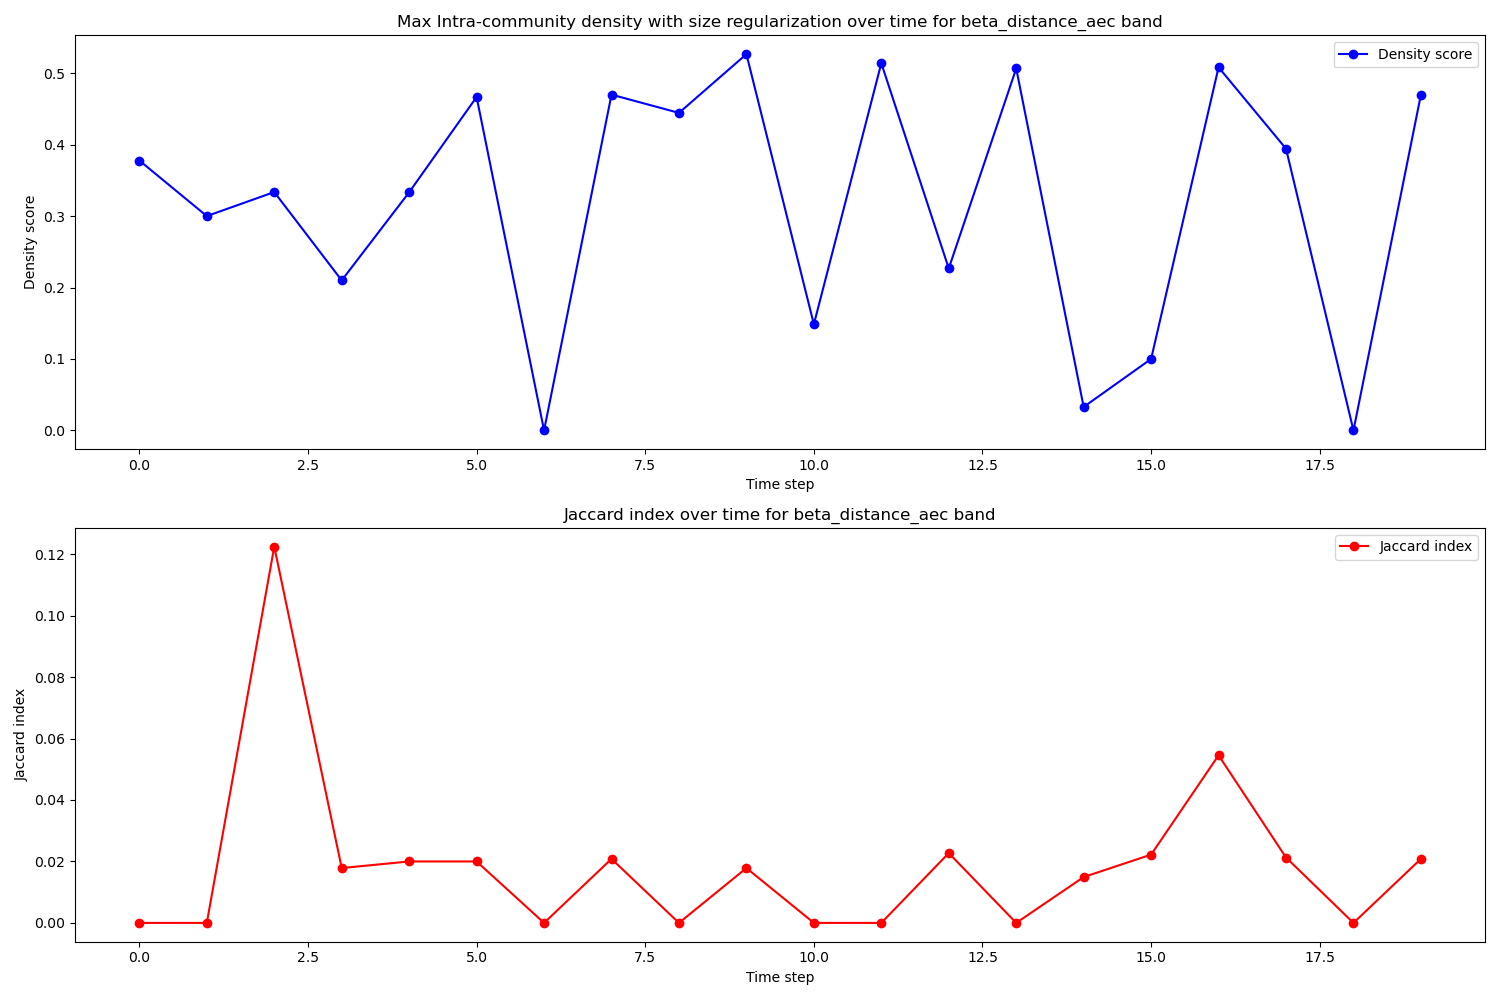 Max Intra-community density with size regularization over time for beta_distance_aec band
Density score
0.5
0.4
0.3
0.2
0.1
0.0
Density score
0.0 2.5 5.0 7.5 10.0 12.5 15.0 17.5
Time step
Jaccard index over time for beta_distance_aec band
Jaccard index
0.12
0.10
0.08
0.06
0.04
0.02
0.00
Jaccard index
0.0 2.5 5.0 7.5 10.0 12.5 15.0 17.5
Time step